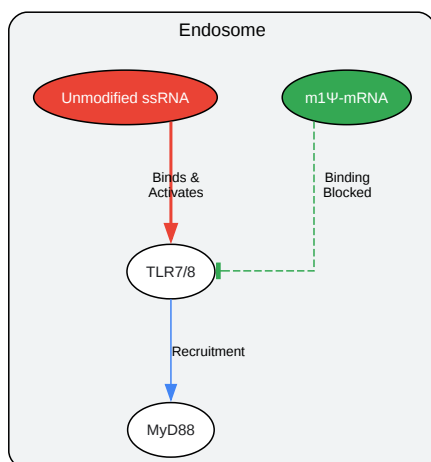 Endosome
Unmodified ssRNA
m1Ψ-mRNA
Binds &
Activates
Binding
Blocked
TLR7/8
Recruitment
MyD88